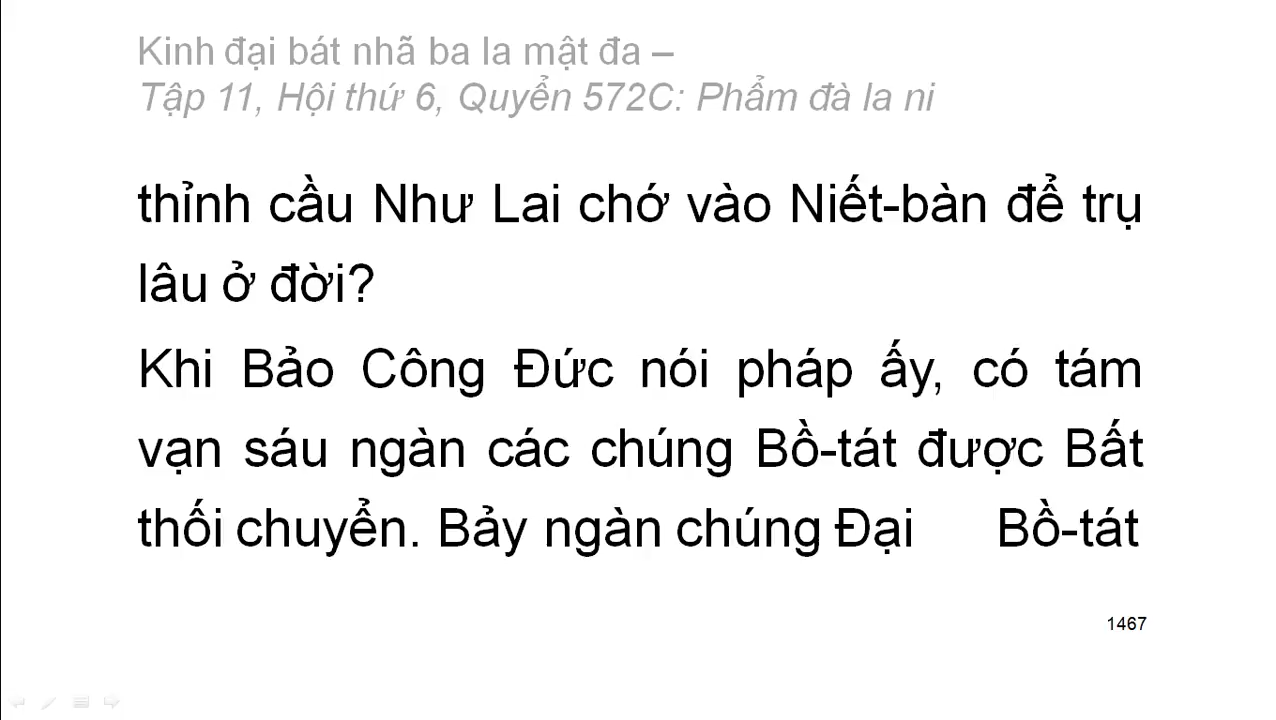 Kinh đại bát nhã ba la mật đa –
Tập 11, Hội thứ 6, Quyển 572C: Phẩm đà la ni
thỉnh cầu Như Lai chớ vào Niết-bàn để trụ
lâu ở đời?
Khi Bảo Công Đức nói pháp ấy, có tám
vạn sáu ngàn các chúng Bồ-tát được Bất
thối chuyển. Bảy ngàn chúng Đại Bồ-tát
1467